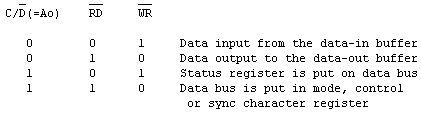 C/D̅(=Ao) R̅D̅ W̅R̅
0 0 1 Data input from the data-in buffer
0 1 0 Data output to the data-out buffer
1 0 1 Status register is put on data bus
1 1 0 Data bus is put in mode, control
or sync character register